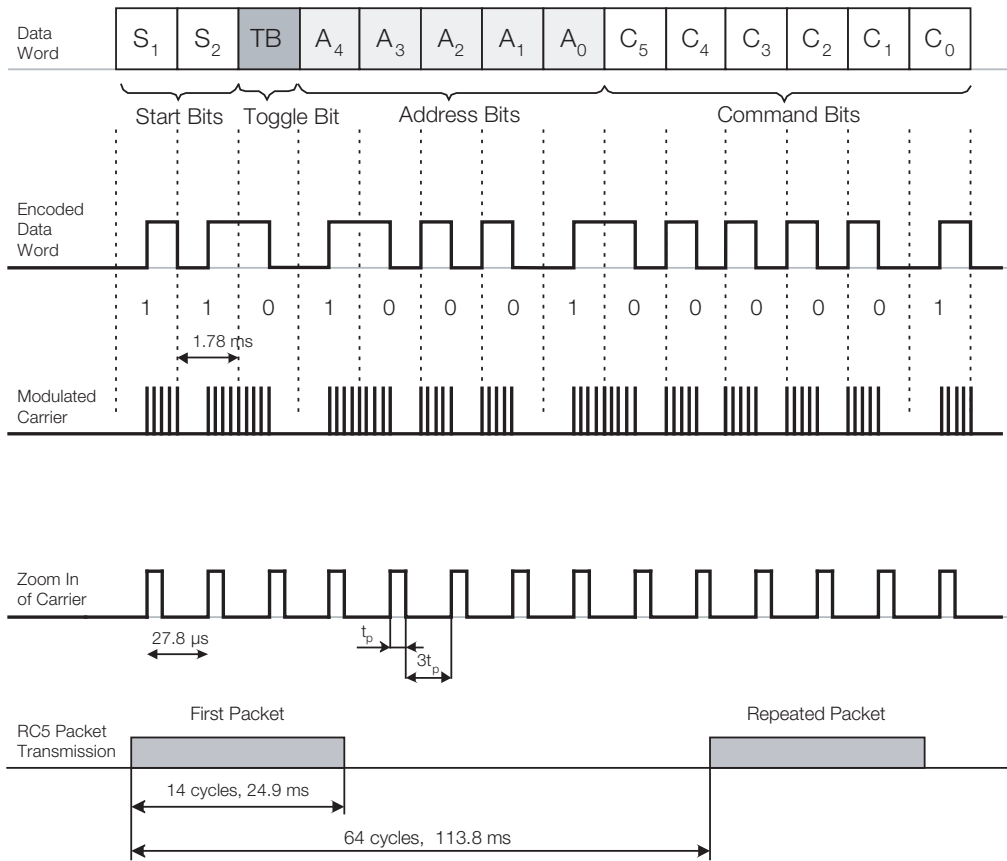 Data
Word
S1 S2 TB A4 A3 A2 A1 A0 C5 C4 C3 C2 C1 C0
Start Bits Toggle Bit Address Bits Command Bits
Encoded
Data
Word
1 1 0 1 0 0 0 1 0 0 0 0 0 1
1.78 ms
Modulated
Carrier
Zoom In
of Carrier
27.8 µs
tp
3tp
First Packet Repeated Packet
RC5 Packet
Transmission
14 cycles, 24.9 ms
64 cycles, 113.8 ms